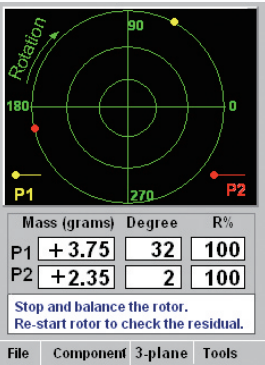 90
Rotation
180
0
270
P1
P2
Mass (grams) Degree R%
P1 +3.75 32 100
P2 +2.35 2 100
Stop and balance the rotor.
Re-start rotor to check the residual.
File Component 3-plane Tools